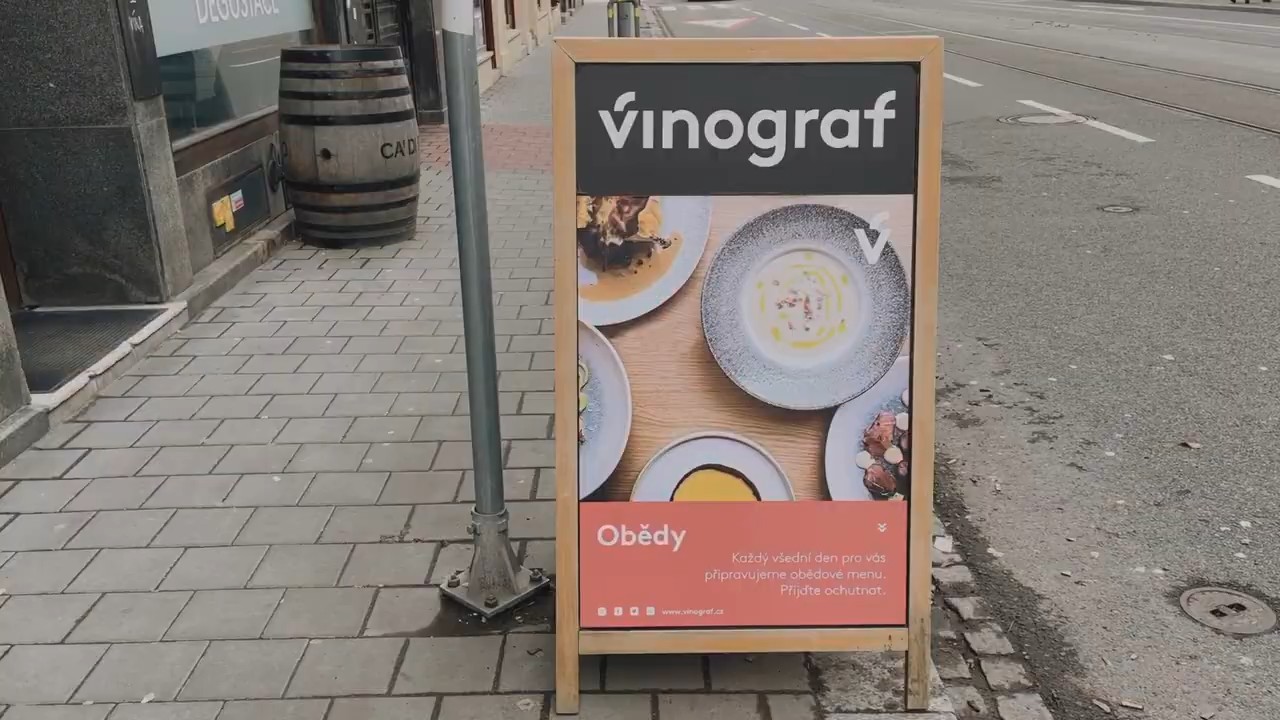 DEGUSTACE
CA'D
vinograf
v
Obědy
Každý všední den pro vás
připravujeme obědové menu.
Přijďte ochutnat.
www.vinograf.cz